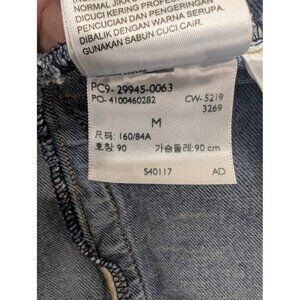 NORMAL JIKA
DICUCI KERING PROFESIONAL
PENCUCIAN DAN PENGERINGAN
DIBALIK DENGAN WARNA SERUPA.
GUNAKAN SABUN CUCI CAIR.
PC9- 29945-0063
PO- 4100460282 CW- 5219
3269
M
尺码: 160/84A
호칭: 90 가슴둘레: 90 cm
S40117 AD